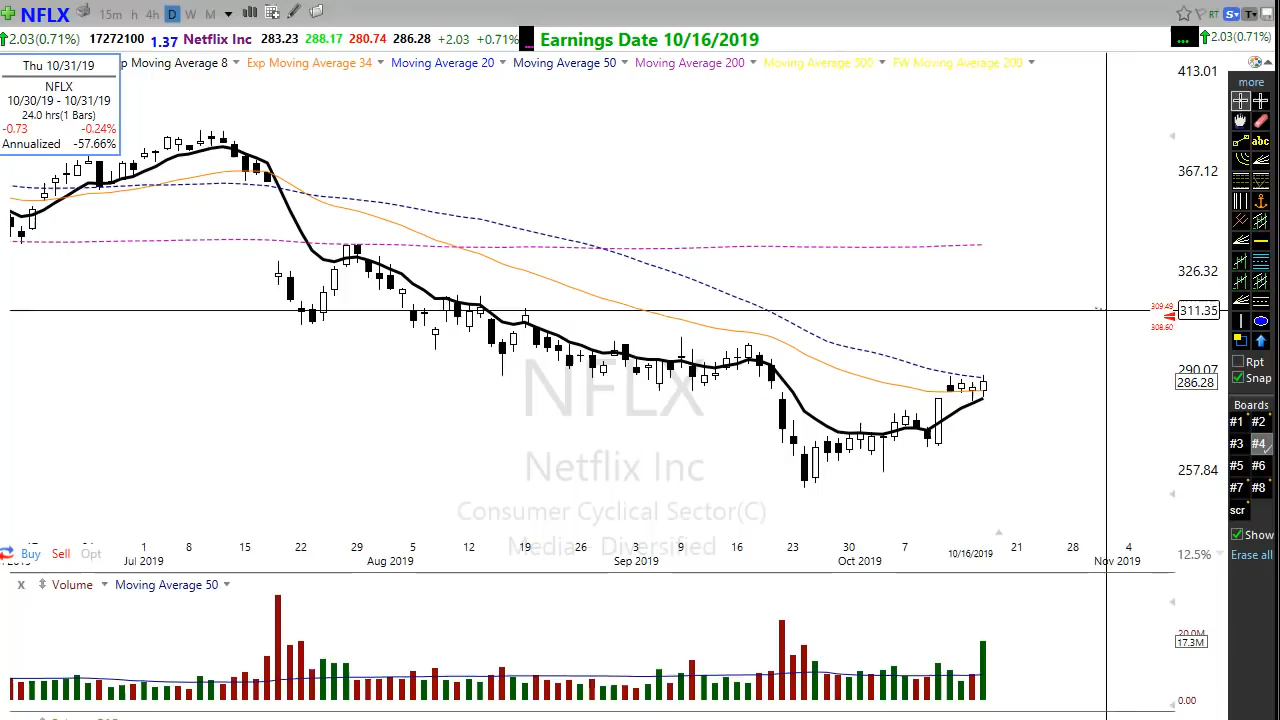 NFLX 15m h 4h D W M S T
2.03(0.71%) 17272100 1.37 Netflix Inc 283.23 288.17 280.74 286.28 +2.03 +0.71% Earnings Date 10/16/2019 RT 2.03(0.71%)
Thu 10/31/19
NFLX
10/30/19 - 10/31/19
24.0 hrs(1 Bars)
-0.73 -0.24%
Annualized -57.66%
p Moving Average 8 Exp Moving Average 34 Moving Average 20 Moving Average 50 Moving Average 200 Moving Average 500 FW Moving Average 200
413.01
367.12
326.32
309.49
311.35
308.60
290.07
286.28
257.84
12.5%
more
abc
Rpt
Snap
Boards
#1 #2
#3 #4
#5 #6
#7 #8
scr
Show
Erase all
NFLX
Netflix Inc
Consumer Cyclical Sector(C)
Media - Diversified
Buy Sell Opt
1 8 15 22 29 5 12 19 26 3 9 16 23 30 7 10/16/2019 21 28 4
Jul 2019 Aug 2019 Sep 2019 Oct 2019 Nov 2019
x Volume Moving Average 50
20.0M
17.3M
0.00